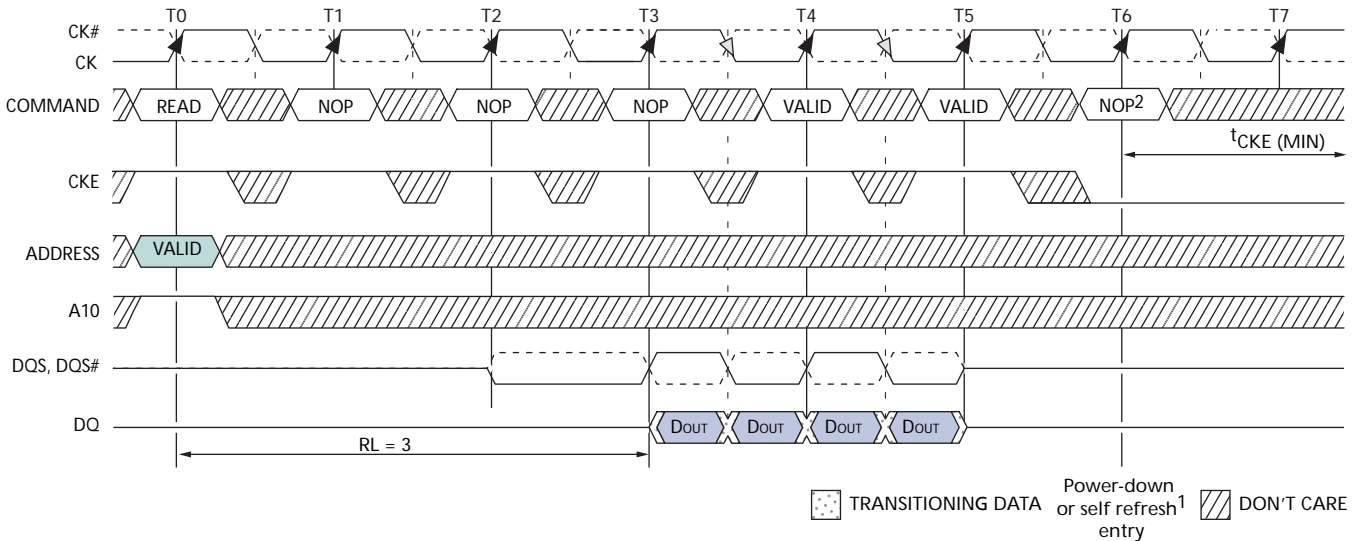 T0 T1 T2 T3 T4 T5 T6 T7
CK#
CK
COMMAND READ NOP NOP NOP VALID VALID NOP2
tCKE (MIN)
CKE
ADDRESS VALID
A10
DQS, DQS#
DQ DOUT DOUT DOUT DOUT
RL = 3
TRANSITIONING DATA
Power-down
or self refresh1
entry
DON'T CARE